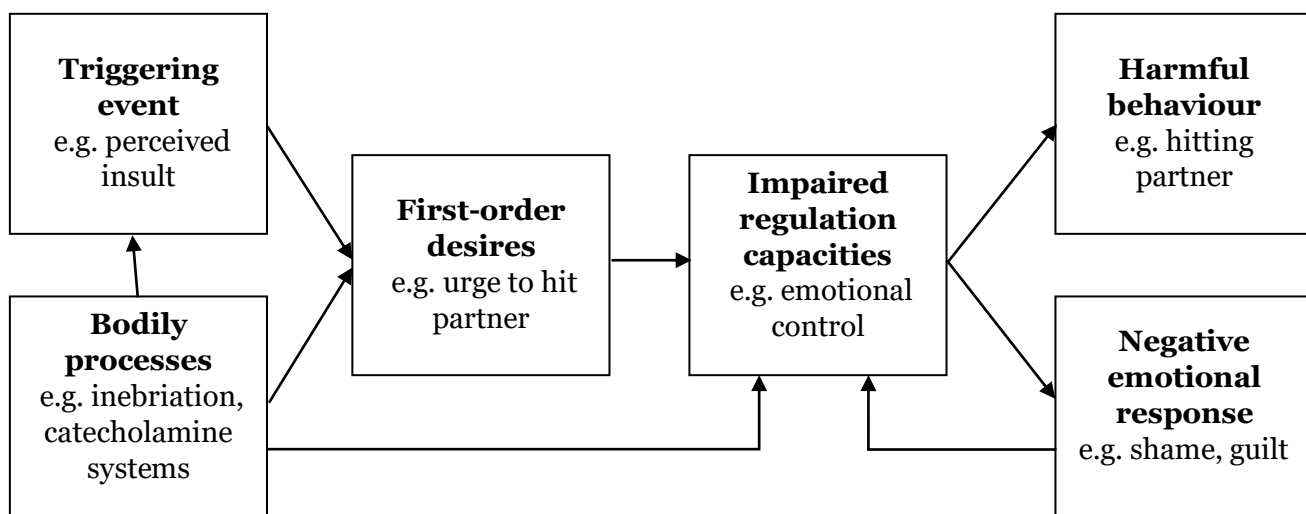 Triggering
event
e.g. perceived
insult
Bodily
processes
e.g. inebriation,
catecholamine
systems
First-order
desires
e.g. urge to hit
partner
Impaired
regulation
capacities
e.g. emotional
control
Harmful
behaviour
e.g. hitting
partner
Negative
emotional
response
e.g. shame, guilt